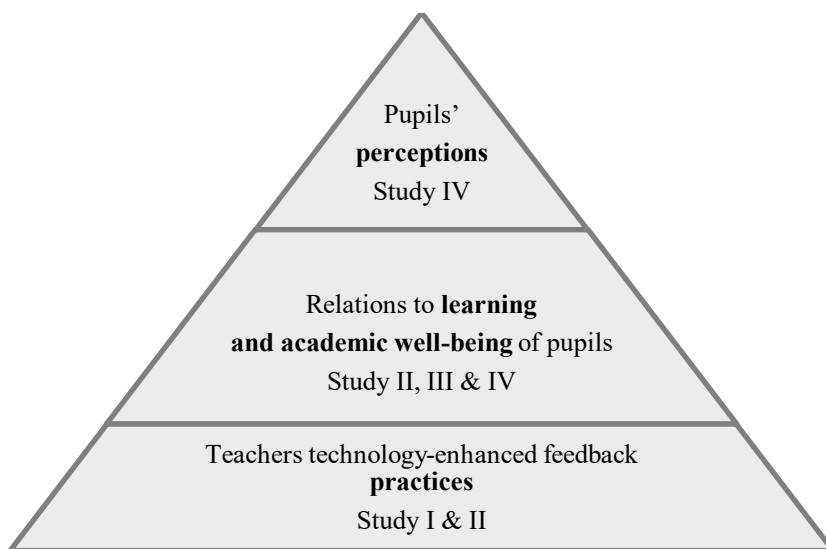 Pupils’
perceptions
Study IV
Relations to learning
and academic well-being of pupils
Study II, III & IV
Teachers technology-enhanced feedback
practices
Study I & II